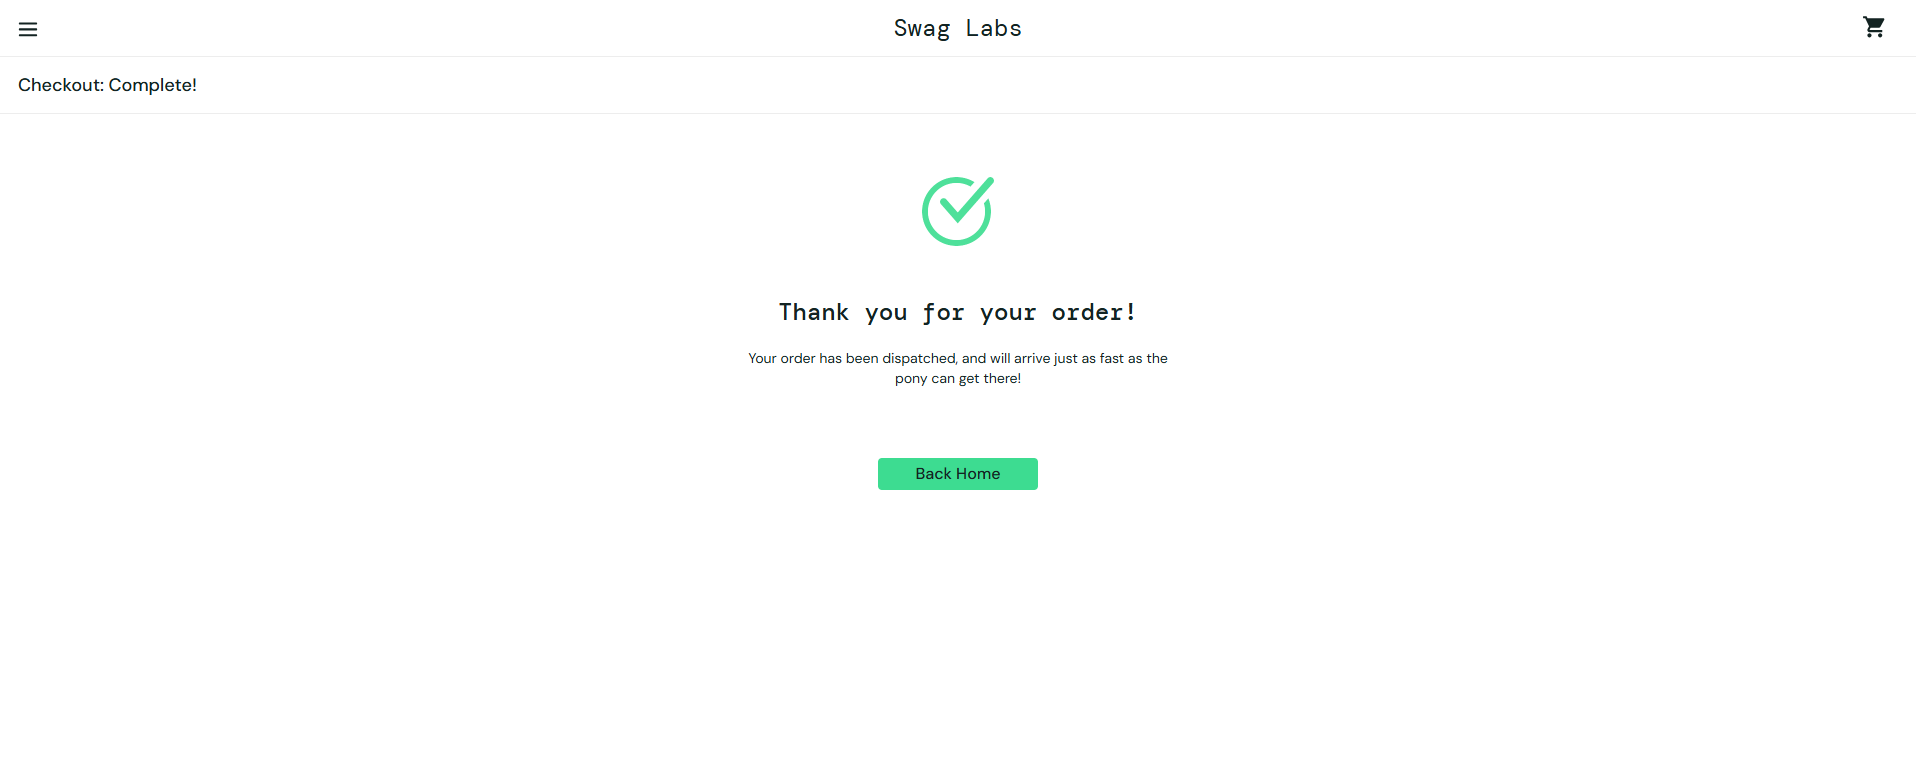 Swag Labs
Checkout: Complete!
Thank you for your order!
Your order has been dispatched, and will arrive just as fast as the
pony can get there!
Back Home